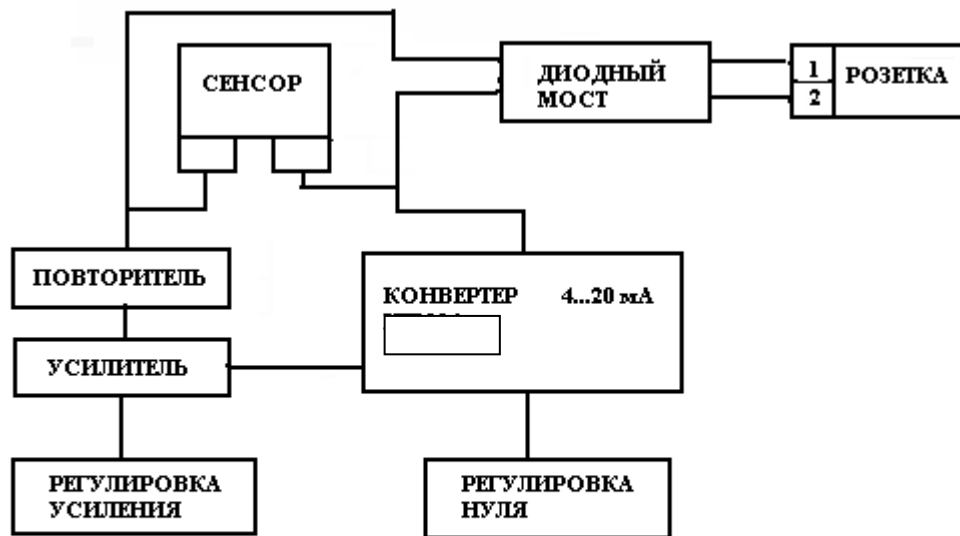 СЕНСОР
ДИОДНЫЙ
МОСТ
1
2
РОЗЕТКА
ПОВТОРИТЕЛЬ
КОНВЕРТЕР 4...20 мА
УСИЛИТЕЛЬ
РЕГУЛИРОВКА
УСИЛЕНИЯ
РЕГУЛИРОВКА
НУЛЯ